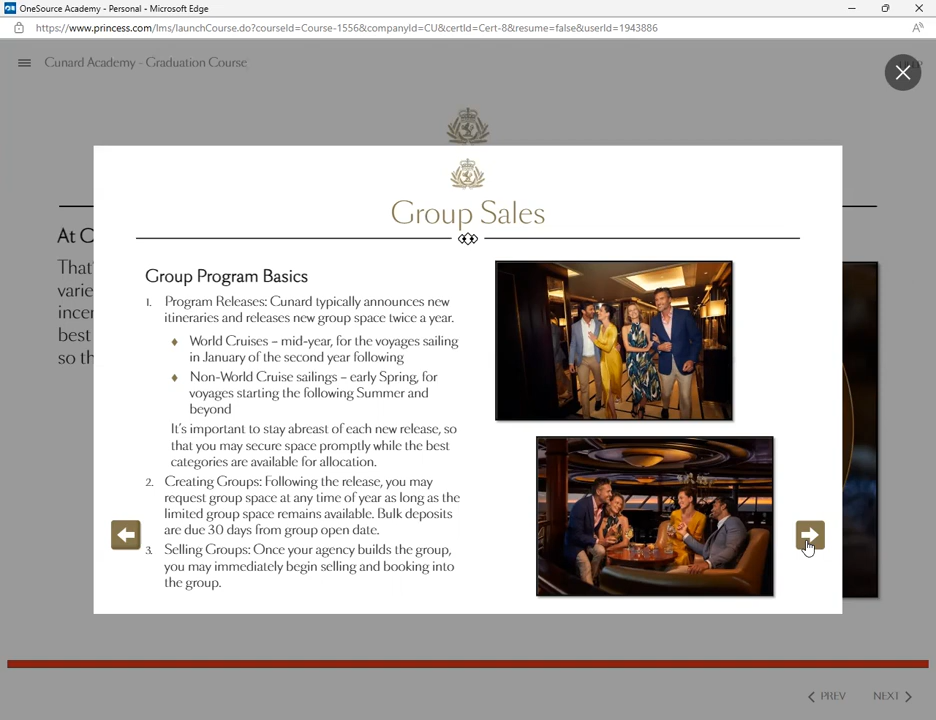 OneSource Academy - Personal - Microsoft Edge
https://www.princess.com/lms/launchCourse.do?courseId=Course-1556&companyId=CU&certId=Cert-8&resume=false&userId=1943886
Cunard Academy - Graduation Course
Group Sales
At C
That'
varie
incer
best
so th
Group Program Basics
1. Program Releases: Cunard typically announces new
itineraries and releases new group space twice a year.
♦ World Cruises – mid-year, for the voyages sailing
in January of the second year following
♦ Non-World Cruise sailings – early Spring, for
voyages starting the following Summer and
beyond
It's important to stay abreast of each new release, so
that you may secure space promptly while the best
categories are available for allocation.
2. Creating Groups: Following the release, you may
request group space at any time of year as long as the
limited group space remains available. Bulk deposits
are due 30 days from group open date.
3. Selling Groups: Once your agency builds the group,
you may immediately begin selling and booking into
the group.
PREV
NEXT